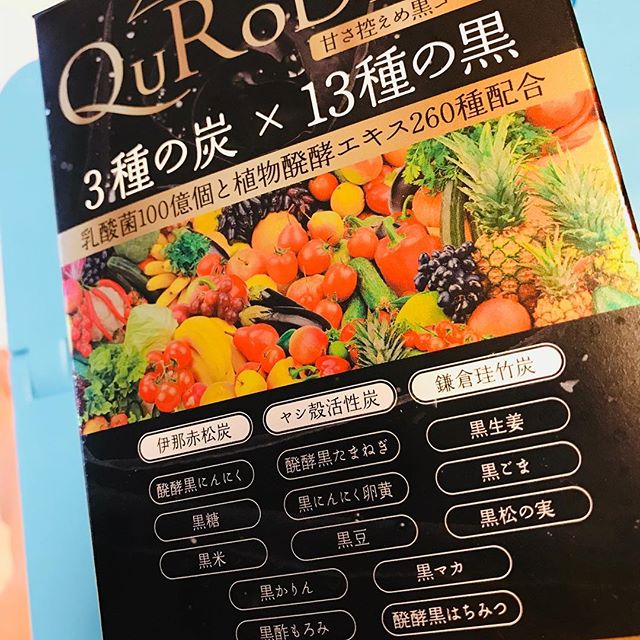 QURoD
甘さ控えめ黒コ
3種の炭 × 13種の黒
乳酸菌100億個と植物醗酵エキス260種配合
伊那赤松炭 ヤシ殻活性炭 鎌倉珪竹炭
醗酵黒にんにく 醗酵黒たまねぎ 黒生姜
黒糖 黒にんにく卵黄 黒ごま
黒米 黒豆 黒松の実
黒かりん 黒マカ
黒酢もろみ 醗酵黒はちみつ